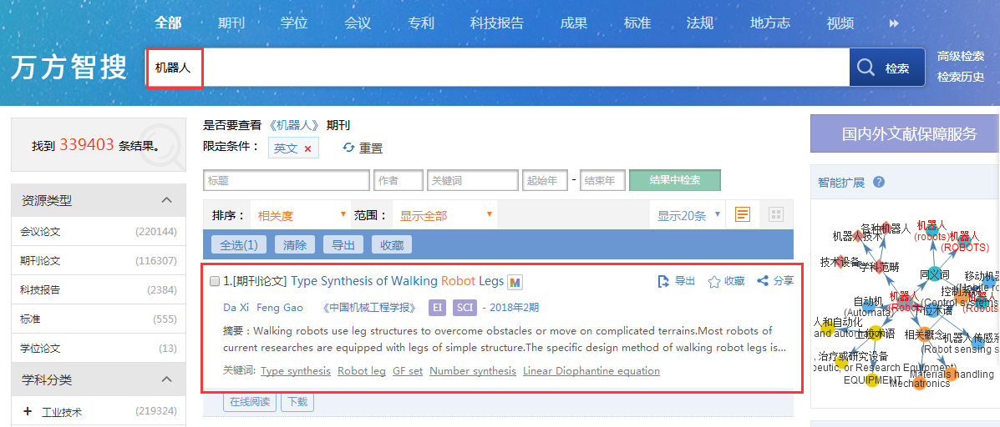 全部 期刊 学位 会议 专利 科技报告 成果 标准 法规 地方志 视频
万方智搜
机器人
检索
高级检索
检索历史
找到 339403 条结果。
资源类型
会议论文 (220144)
期刊论文 (116307)
科技报告 (2384)
标准 (555)
学位论文 (13)
学科分类
+ 工业技术 (219324)
是否要查看 《机器人》 期刊
限定条件： 英文 × 重置
标题 作者 关键词 起始年 - 结束年 结果中检索
排序： 相关度 范围： 显示全部 显示20条
全选(1) 清除 导出 收藏
1.[期刊论文] Type Synthesis of Walking Robot Legs M 导出 收藏 分享
Da Xi Feng Gao 《中国机械工程学报》 EI SCI - 2018年2期
摘要：Walking robots use leg structures to overcome obstacles or move on complicated terrains.Most robots of
current researches are equipped with legs of simple structure.The specific design method of walking robot legs is...
关键词: Type synthesis Robot leg GF set Number synthesis Linear Diophantine equation
在线阅读 下载
国内外文献保障服务
智能扩展 ?
各种机器人
机器人技术
机器人
(robots)
机器人
(ROBOTS)
技术设备
学科范畴
同义词
移动机器
控制系统
(Control systems
自动机
(Automata)
机器人
(Robot
下位术语
(Robots
人和自动化
and automat
上位术语
相关概念
机器人传感系
(Robot sensing s
, 治疗或研究设备
peutic, or Research Equipment)
EQUIPMENT
Materials handling
Mechatronics